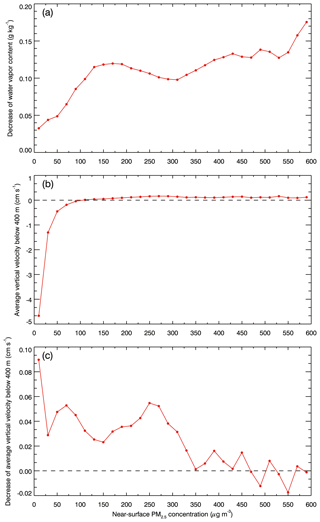 (a)
Decrease of water vapor content (g kg⁻¹)
0.20
0.15
0.10
0.05
0.00
0 50 100 150 200 250 300 350 400 450 500 550 600
(b)
Average vertical velocity below 400 m (cm s⁻¹)
1
0
-1
-2
-3
-4
-5
0 50 100 150 200 250 300 350 400 450 500 550 600
(c)
Decrease of average vertical velocity below 400 m (cm s⁻¹)
0.10
0.08
0.06
0.04
0.02
0.00
-0.02
0 50 100 150 200 250 300 350 400 450 500 550 600
Near-surface PM₂.₅ concentration (μg m⁻³)